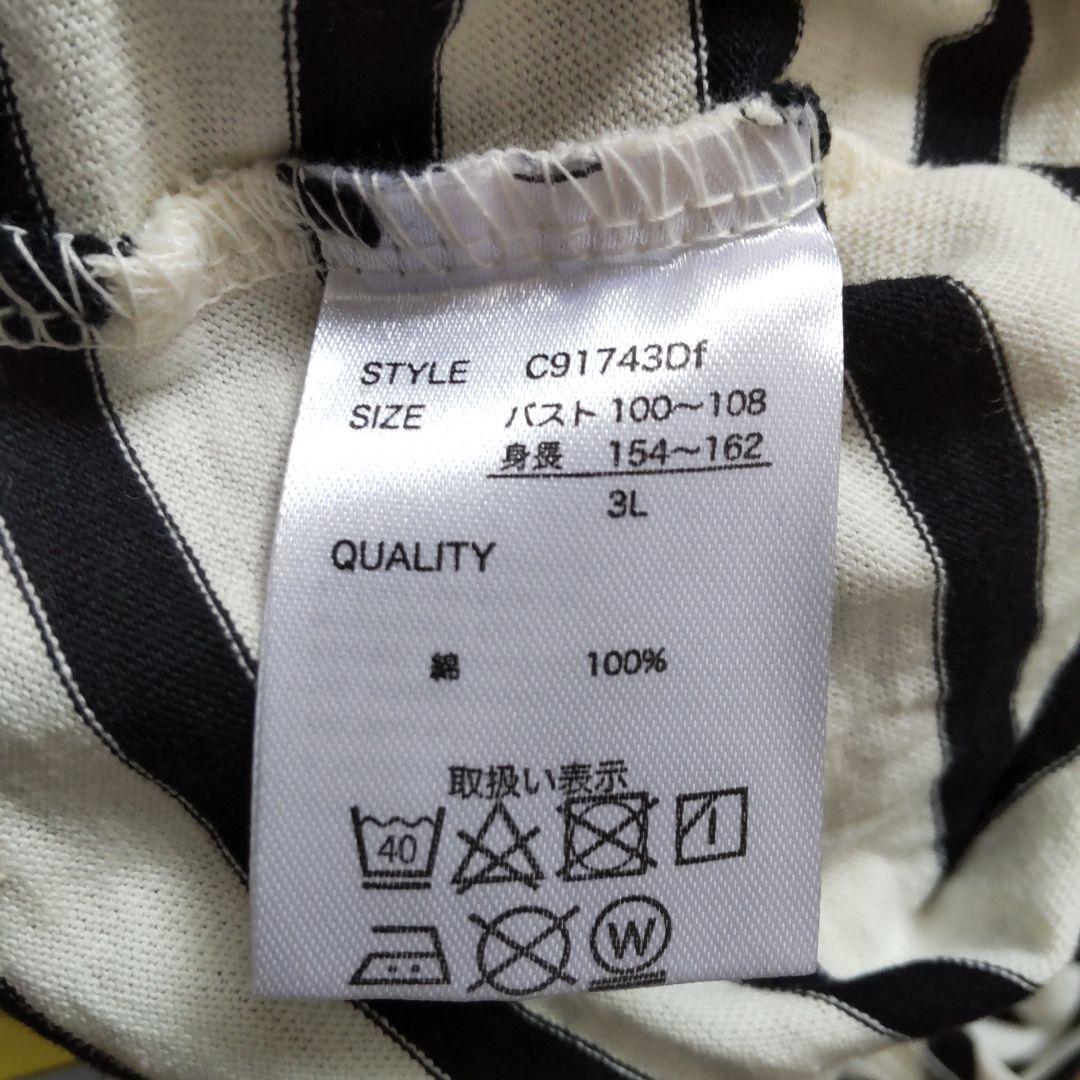 STYLE C91743Df
SIZE バスト 100〜108
身長 154〜162
3L
QUALITY
綿 100%
取扱い表示
40
W